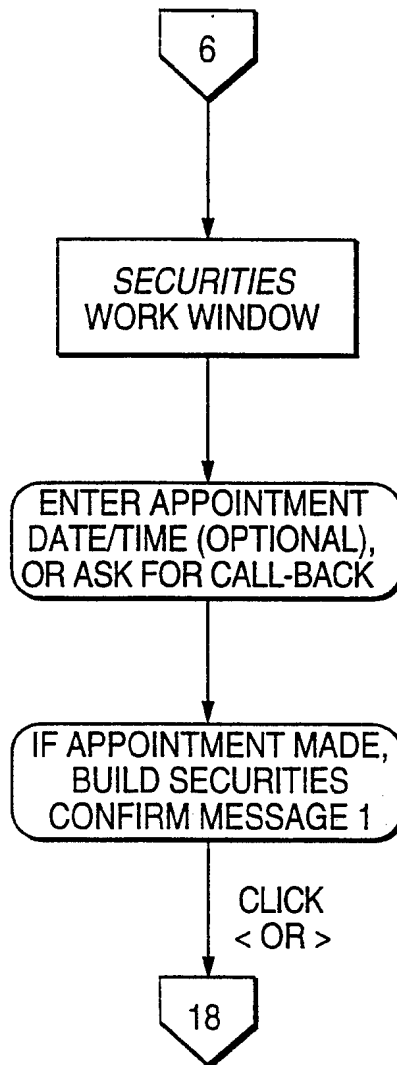 6
SECURITIES
WORK WINDOW
ENTER APPOINTMENT
DATE/TIME (OPTIONAL),
OR ASK FOR CALL-BACK
IF APPOINTMENT MADE,
BUILD SECURITIES
CONFIRM MESSAGE 1
CLICK
< OR >
18